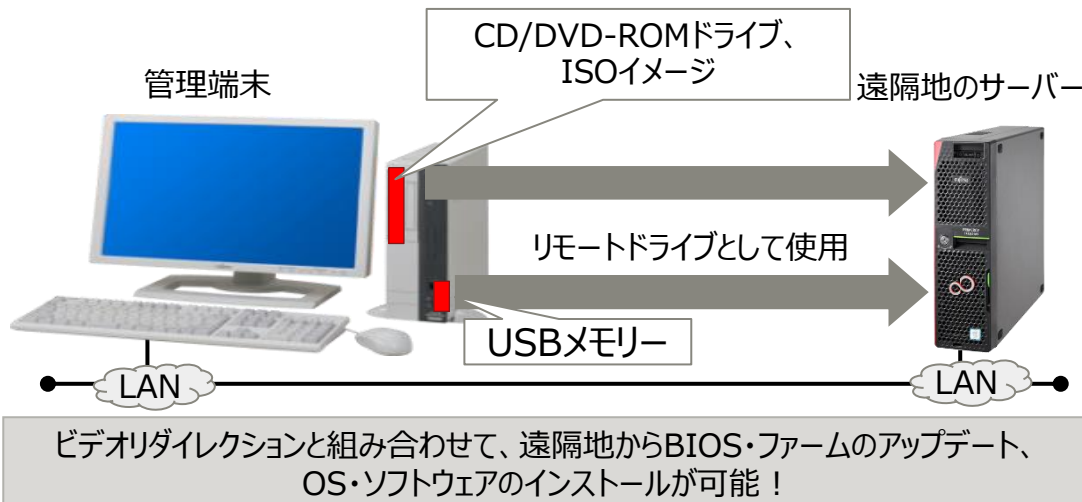 CD/DVD-ROMドライブ、
ISOイメージ
管理端末
遠隔地のサーバー
リモートドライブとして使用
USBメモリー
LAN
LAN
ビデオリダイレクションと組み合わせて、遠隔地からBIOS・ファームのアップデート、
OS・ソフトウェアのインストールが可能！